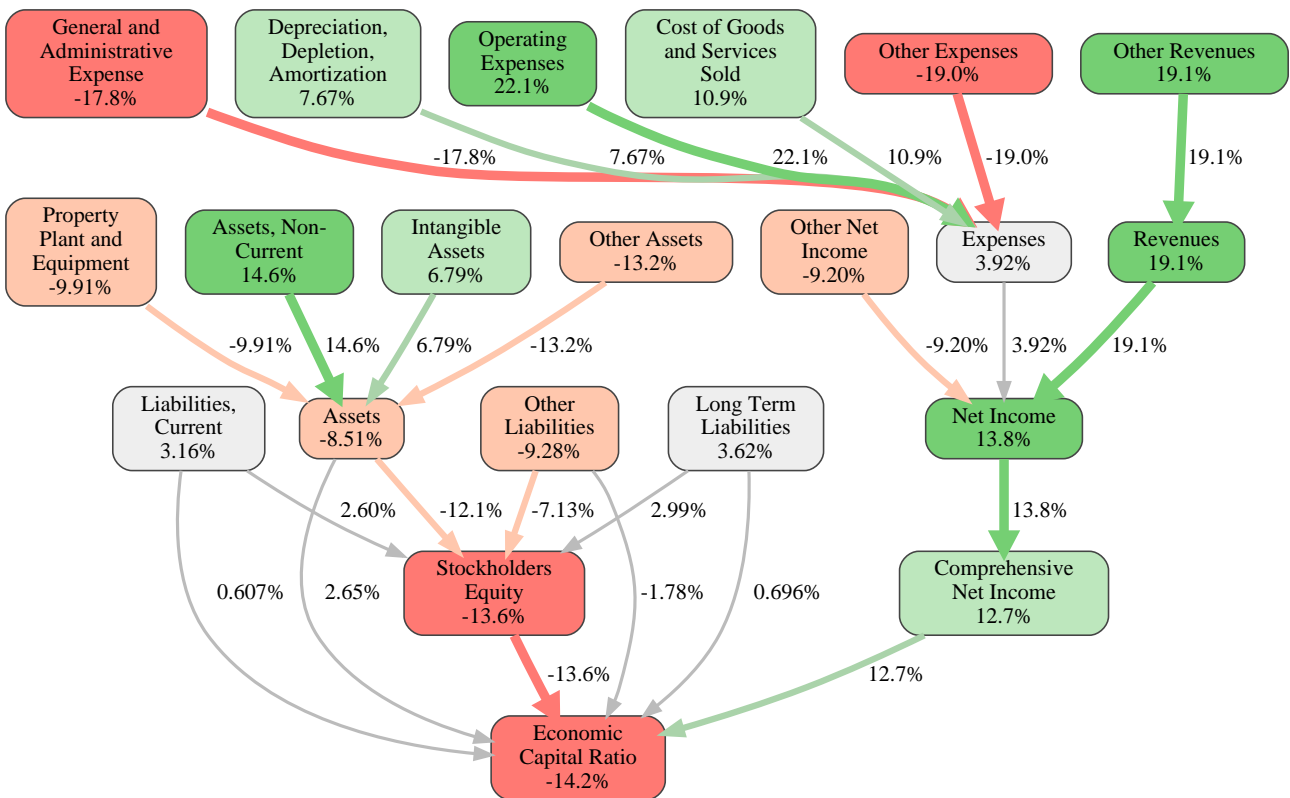 General and
Administrative
Expense
-17.8%
Depreciation,
Depletion,
Amortization
7.67%
Operating
Expenses
22.1%
Cost of Goods
and Services
Sold
10.9%
Other Expenses
-19.0%
Other Revenues
19.1%
-17.8%
7.67%
22.1%
10.9%
-19.0%
19.1%
Property
Plant and
Equipment
-9.91%
Assets, Non-
Current
14.6%
Intangible
Assets
6.79%
Other Assets
-13.2%
Other Net
Income
-9.20%
Expenses
3.92%
Revenues
19.1%
-9.91%
14.6%
6.79%
-13.2%
-9.20%
3.92%
19.1%
Liabilities,
Current
3.16%
Assets
-8.51%
Other
Liabilities
-9.28%
Long Term
Liabilities
3.62%
Net Income
13.8%
2.60%
-12.1%
-7.13%
2.99%
13.8%
0.607%
2.65%
Stockholders
Equity
-13.6%
-1.78%
0.696%
Comprehensive
Net Income
12.7%
-13.6%
12.7%
Economic
Capital Ratio
-14.2%